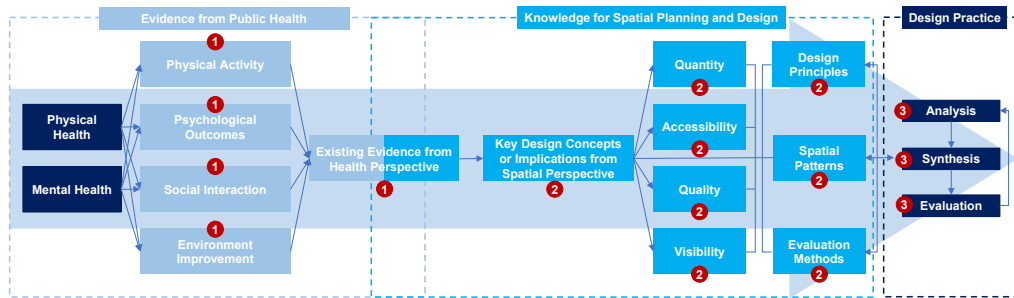 Evidence from Public Health
Knowledge for Spatial Planning and Design
Design Practice
1
Physical Activity
1
Psychological
Outcomes
1
Social Interaction
1
Environment
Improvement
Physical
Health
Mental Health
Existing Evidence from
Health Perspective
1
Key Design Concepts
or Implications from
Spatial Perspective
2
Quantity
2
Accessibility
2
Quality
2
Visibility
2
Design
Principles
2
Spatial
Patterns
2
Evaluation
Methods
2
3
Analysis
3
Synthesis
3
Evaluation